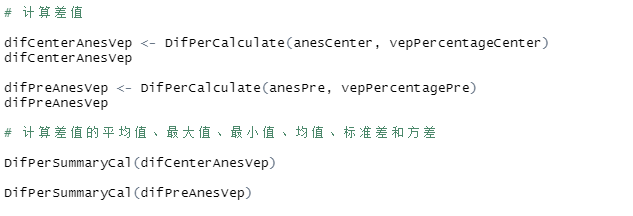 # 计算差值
difCenterAnesVep <- DifPerCalculate(anesCenter, vepPercentageCenter)
difCenterAnesVep
difPreAnesVep <- DifPerCalculate(anesPre, vepPercentagePre)
difPreAnesVep
# 计算差值的平均值、最大值、最小值、均值、标准差和方差
DifPerSummaryCal(difCenterAnesVep)
DifPerSummaryCal(difPreAnesVep)